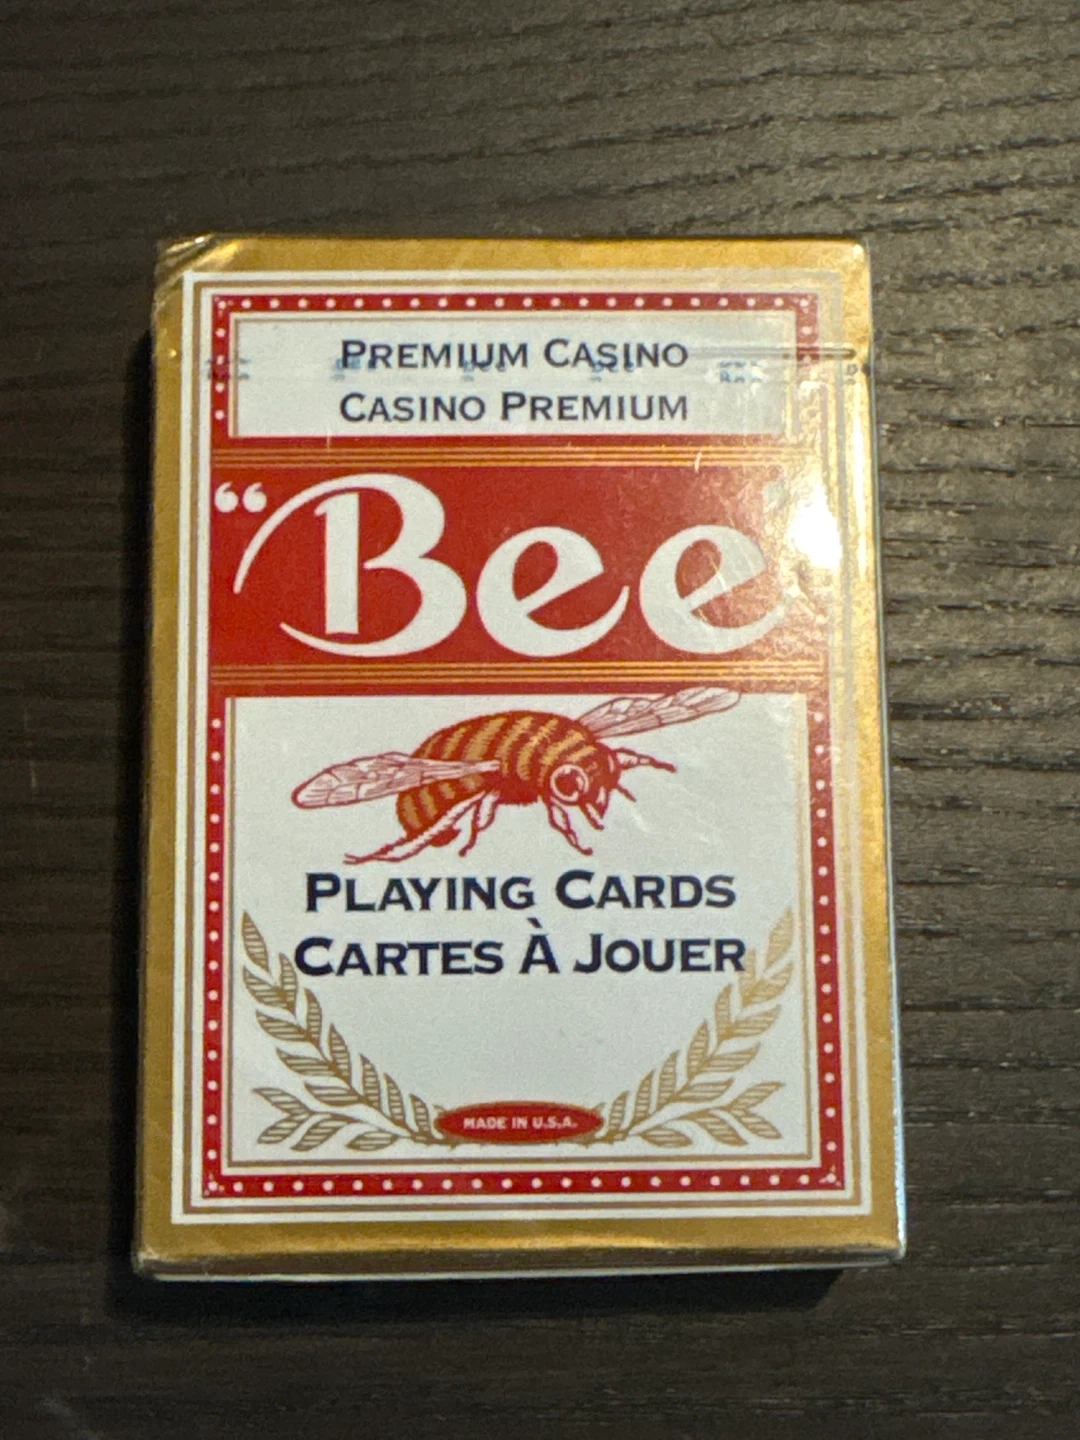 PREMIUM CASINO
CASINO PREMIUM
“Bee”
PLAYING CARDS
CARTES À JOUER
MADE IN U.S.A.